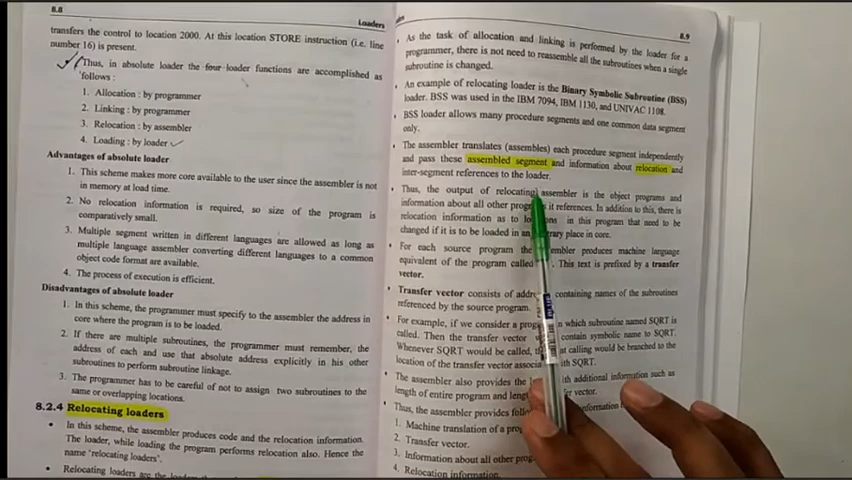 8.8
Loaders
transfers the control to location 2000. At this location STORE instruction (i.e. line
number 16) is present.
Thus, in absolute loader the four loader functions are accomplished as
follows :
1. Allocation : by programmer
2. Linking : by programmer
3. Relocation : by assembler
4. Loading : by loader
Advantages of absolute loader
1. This scheme makes more core available to the user since the assembler is not
in memory at load time.
2. No relocation information is required, so size of the program is
comparatively small.
3. Multiple segment written in different languages are allowed as long as
multiple language assembler converting different languages to a common
object code format are available.
4. The process of execution is efficient.
Disadvantages of absolute loader
1. In this scheme, the programmer must specify to the assembler the address in
core where the program is to be loaded.
2. If there are multiple subroutines, the programmer must remember, the
address of each and use that absolute address explicitly in his other
subroutines to perform subroutine linkage.
3. The programmer has to be careful of not to assign two subroutines to the
same or overlapping locations.
8.2.4 Relocating loaders
• In this scheme, the assembler produces code and the relocation information.
The loader, while loading the program performs relocation also. Hence the
name 'relocating loaders'.
• Relocating loaders are the
8.9
• As the task of allocation and linking is performed by the loader for a
programmer, there is not need to reassemble all the subroutines when a single
subroutine is changed.
• An example of relocating loader is the Binary Symbolic Subroutine (BSS)
loader. BSS was used in the IBM 7094, IBM 1130, and UNIVAC 1108.
• BSS loader allows many procedure segments and one common data segment
only.
• The assembler translates (assembles) each procedure segment independently
and pass these assembled segment and information about relocation and
inter-segment references to the loader.
• Thus, the output of relocating assembler is the object programs and
information about all other it references. In addition to this, there is
relocation information as to in this program that need to be
changed if it is to be loaded in an place in core.
• For each source program the produces machine language
equivalent of the program called This text is prefixed by a transfer
vector.
• Transfer vector consists of containing names of the subroutines
referenced by the source program.
• For example, if we consider a in which subroutine named SQRT is
called. Then the transfer vector contain symbolic name to SQRT.
Whenever SQRT would be called, calling would be branched to the
location of the transfer vector with SQRT.
• The assembler also provides the with additional information such as
length of entire program and vector.
• Thus, the assembler provides information
1. Machine translation of a
2. Transfer vector.
3. Information about all other
4. Relocation information.